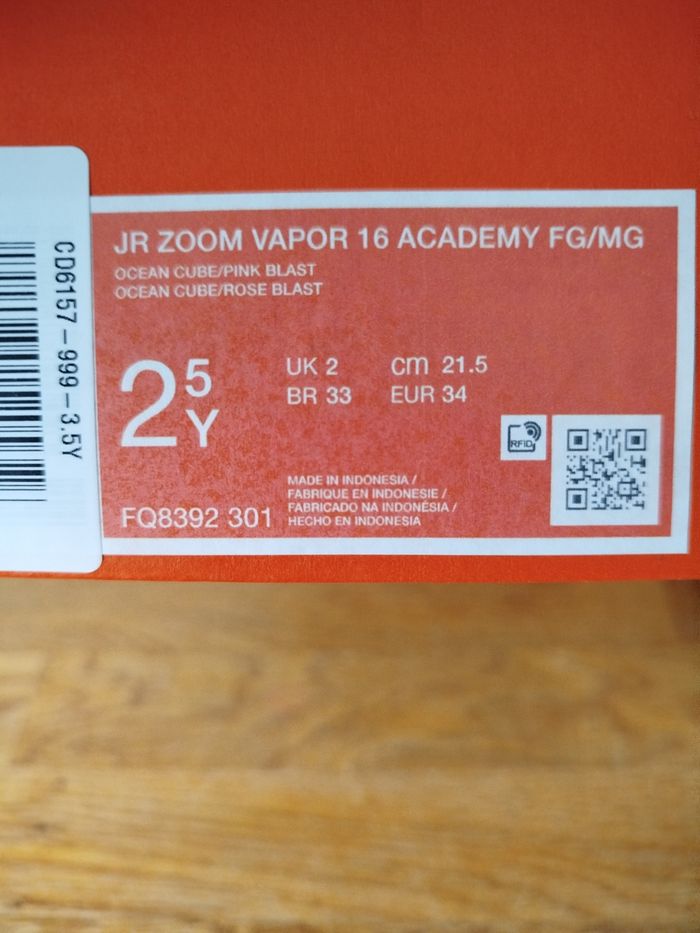 CD6157-999-3.5Y
JR ZOOM VAPOR 16 ACADEMY FG/MG
OCEAN CUBE/PINK BLAST
OCEAN CUBE/ROSE BLAST
2 5 Y
UK 2 cm 21.5
BR 33 EUR 34
RFID
MADE IN INDONESIA /
FABRIQUE EN INDONESIE /
FABRICADO NA INDONÉSIA /
HECHO EN INDONESIA
FQ8392 301